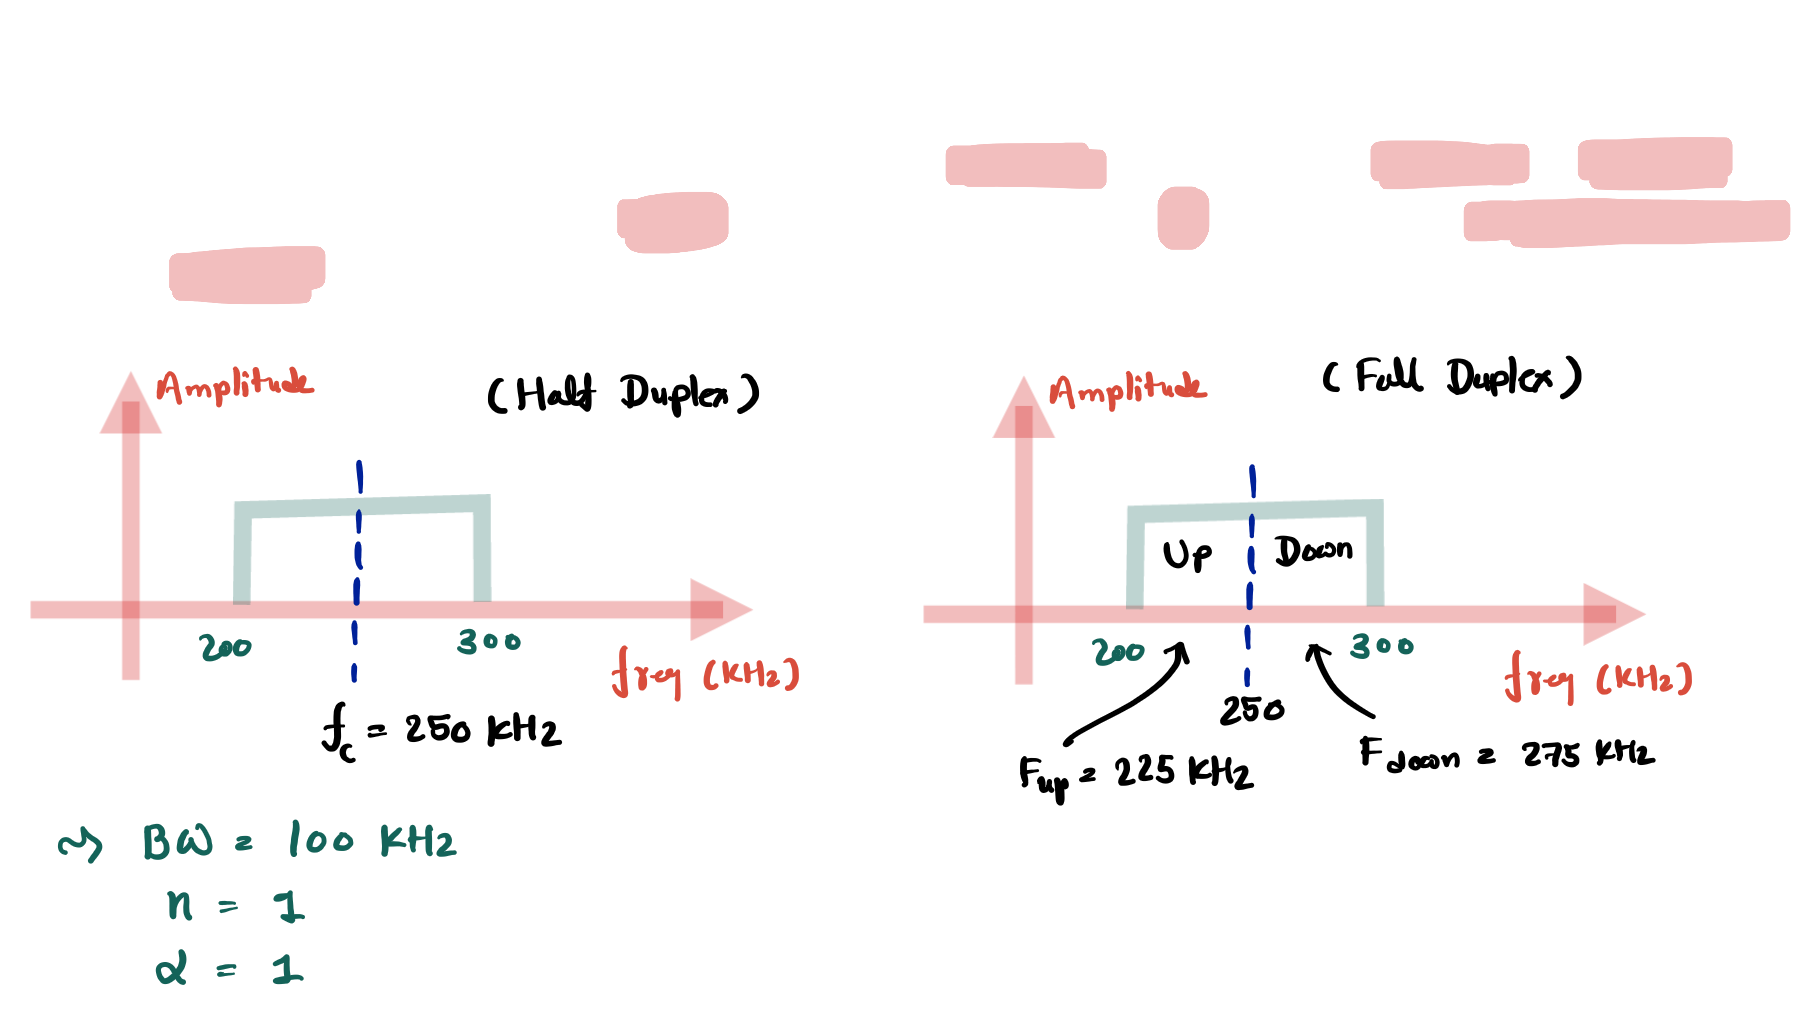 Amplitude
(Half Duplex)
200
300
freq (KHz)
fc = 250 KHz
~> BW = 100 KHz
n = 1
α = 1
Amplitude
(Full Duplex)
Up
Down
200
300
250
freq (KHz)
Fup = 225 KHz
Fdown = 275 KHz